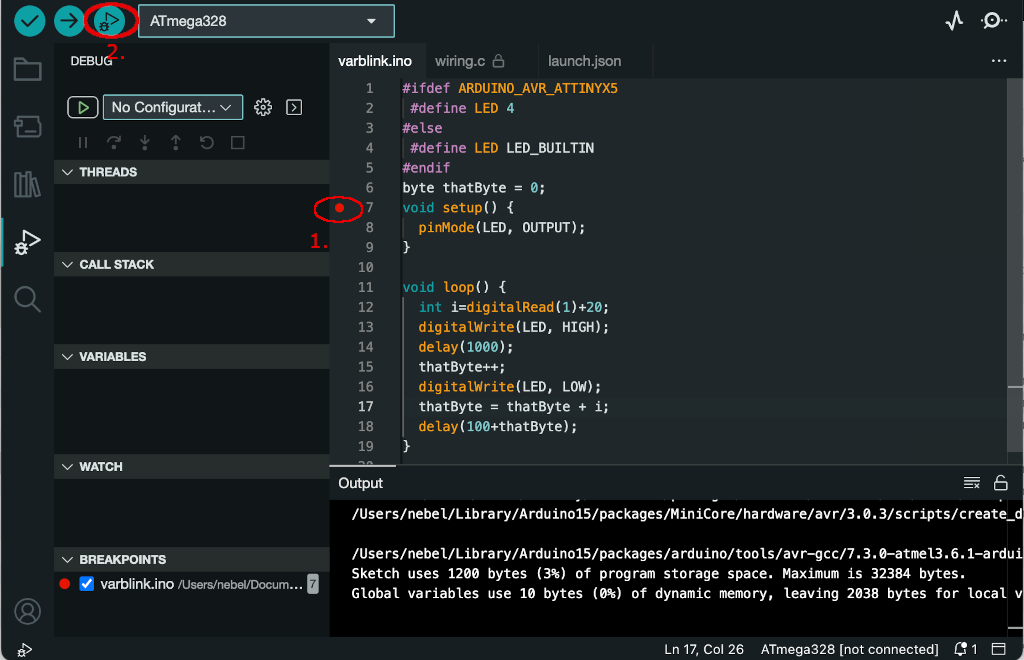 ATmega328
2.
DEBUG
No Configurat...
THREADS
CALL STACK
VARIABLES
WATCH
BREAKPOINTS
varblink.ino /Users/nebel/Docum... 7
varblink.ino wiring.c launch.json
1 #ifdef ARDUINO_AVR_ATTINYX5
2 #define LED 4
3 #else
4 #define LED LED_BUILTIN
5 #endif
6 byte thatByte = 0;
7 void setup() {
1.
8 pinMode(LED, OUTPUT);
9 }
10
11 void loop() {
12 int i=digitalRead(1)+20;
13 digitalWrite(LED, HIGH);
14 delay(1000);
15 thatByte++;
16 digitalWrite(LED, LOW);
17 thatByte = thatByte + i;
18 delay(100+thatByte);
19 }
Output
/Users/nebel/Library/Arduino15/packages/MiniCore/hardware/avr/3.0.3/scripts/create_d
/Users/nebel/Library/Arduino15/packages/arduino/tools/avr-gcc/7.3.0-atmel3.6.1-ardui
Sketch uses 1200 bytes (3%) of program storage space. Maximum is 32384 bytes.
Global variables use 10 bytes (0%) of dynamic memory, leaving 2038 bytes for local v
Ln 17, Col 26 ATmega328 [not connected] 1